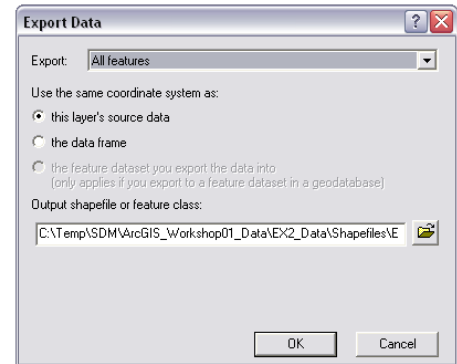 Export Data
Export: All features
Use the same coordinate system as:
this layer's source data
the data frame
the feature dataset you export the data into
(only applies if you export to a feature dataset in a geodatabase)
Output shapefile or feature class:
C:\Temp\SDM\ArcGIS_Workshop01_Data\EX2_Data\Shapefiles\E
OK Cancel